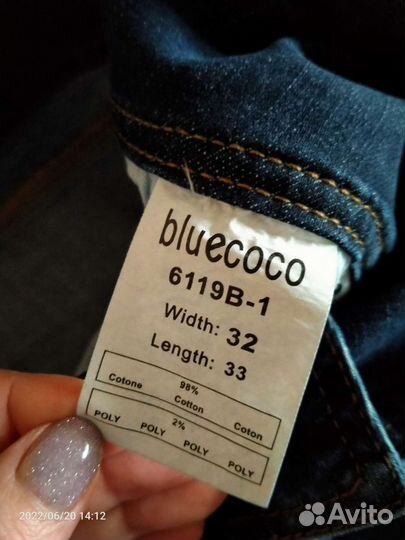 bluecoco
6119B-1
Width: 32
Length: 33
98%
Cotone Cotton Coton
2%
POLY POLY POLY POLY
2022/06/20 14:12
Avito